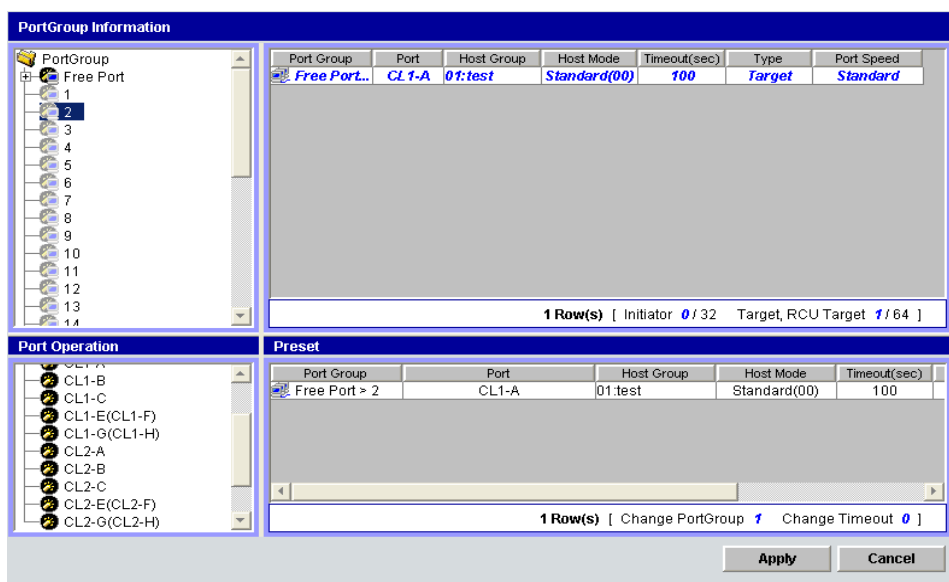 PortGroup Information
PortGroup
Free Port
1
2
3
4
5
6
7
8
9
10
11
12
13
14
Port Group Port Host Group Host Mode Timeout(sec) Type Port Speed
Free Port... CL1-A 01:test Standard(00) 100 Target Standard
1 Row(s) [ Initiator 0 / 32 Target, RCU Target 1 / 64 ]
Port Operation
CL1-A
CL1-B
CL1-C
CL1-E(CL1-F)
CL1-G(CL1-H)
CL2-A
CL2-B
CL2-C
CL2-E(CL2-F)
CL2-G(CL2-H)
Preset
Port Group Port Host Group Host Mode Timeout(sec)
Free Port > 2 CL1-A 01:test Standard(00) 100
1 Row(s) [ Change PortGroup 1 Change Timeout 0 ]
Apply Cancel